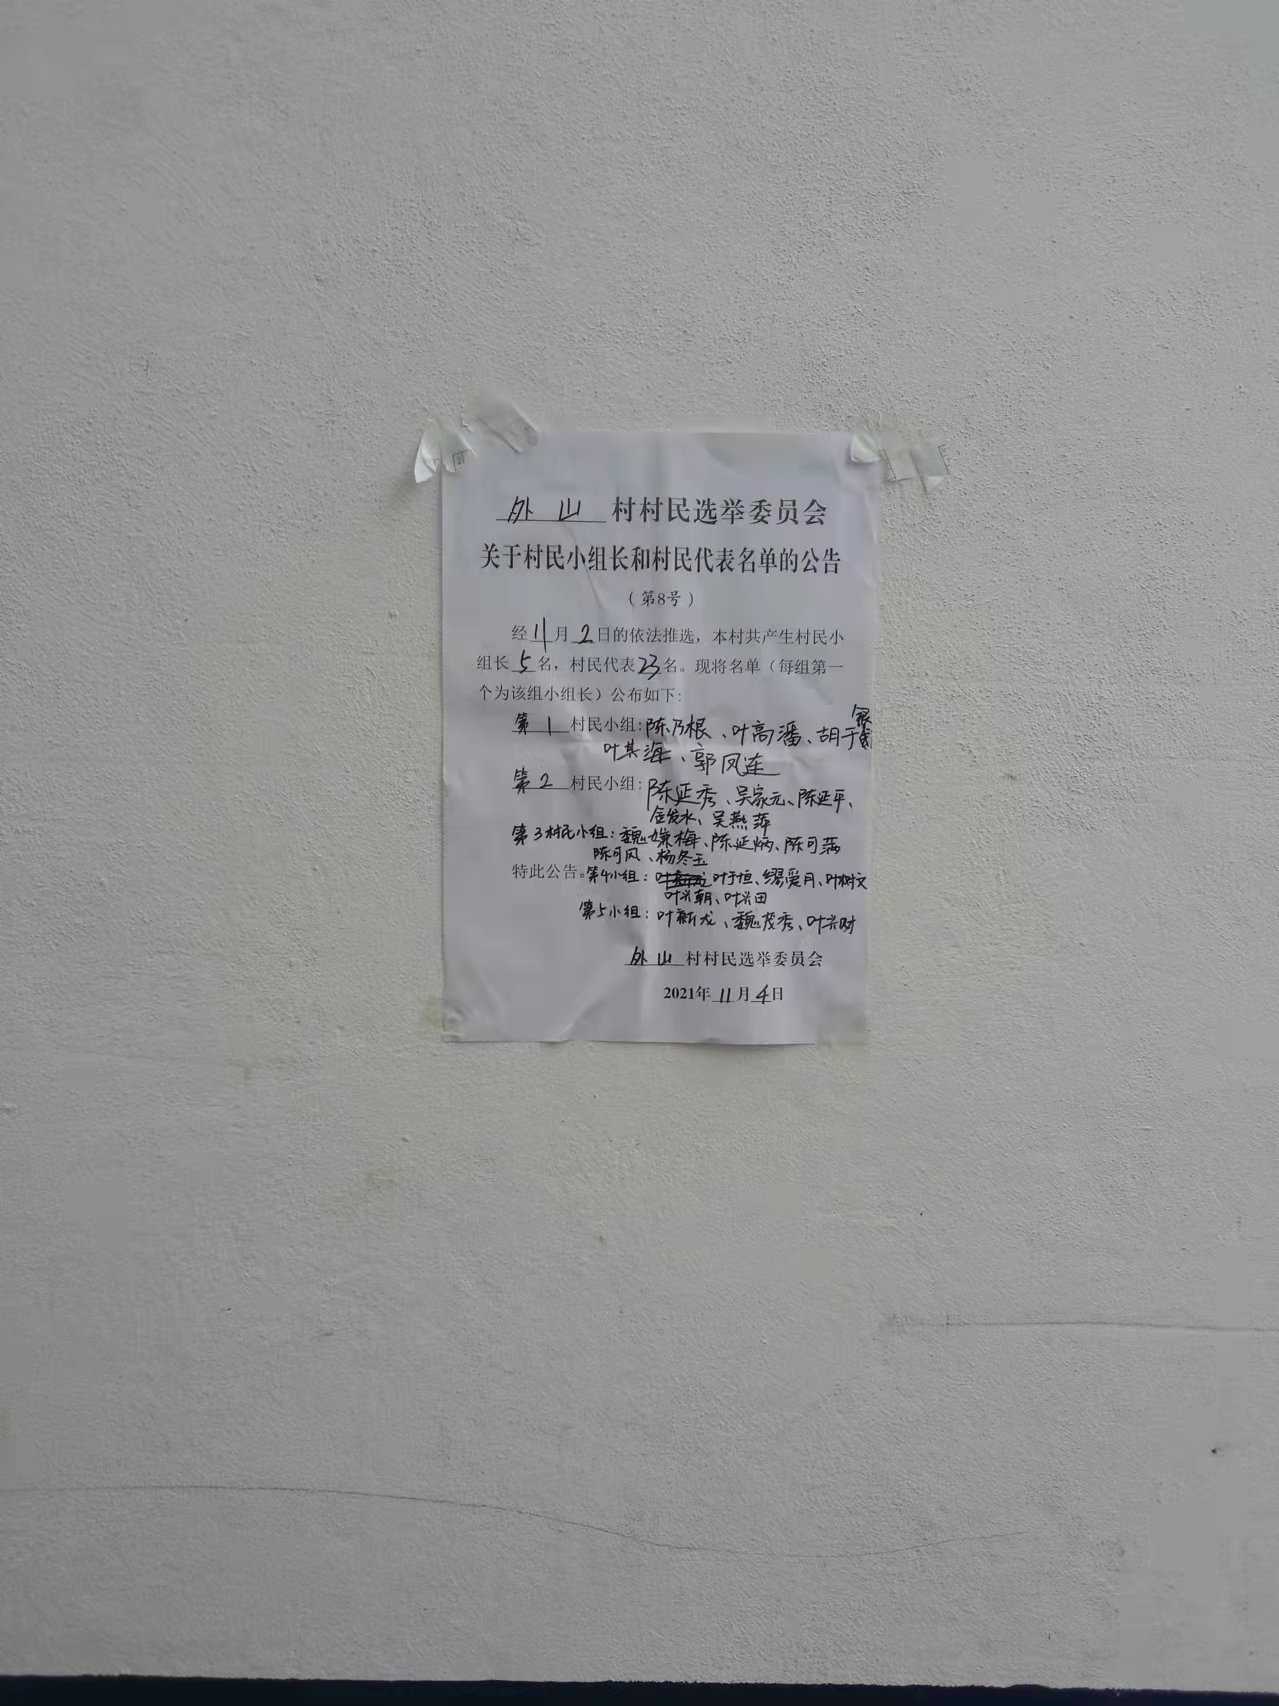 外山村村民选举委员会
关于村民小组长和村民代表名单的公告
（第8号）
经11月2日的依法推选，本村共产生村民小
组长5名，村民代表23名。现将名单（每组第一
个为该组小组长）公布如下：
第1村民小组：陈乃根、叶高潘、胡于银
叶其海、郭凤连
第2村民小组：陈延秀、吴家元、陈延平、
金发水、吴燕萍
第3村民小组：魏嫌梅、陈延炳、陈可满
陈可风、杨冬玉
特此公告。第4小组：叶于恒、缪爱月、叶树文
叶兴朝、叶兴田
第5小组：叶新龙、魏茂秀、叶兴财
外山村村民选举委员会
2021年11月4日